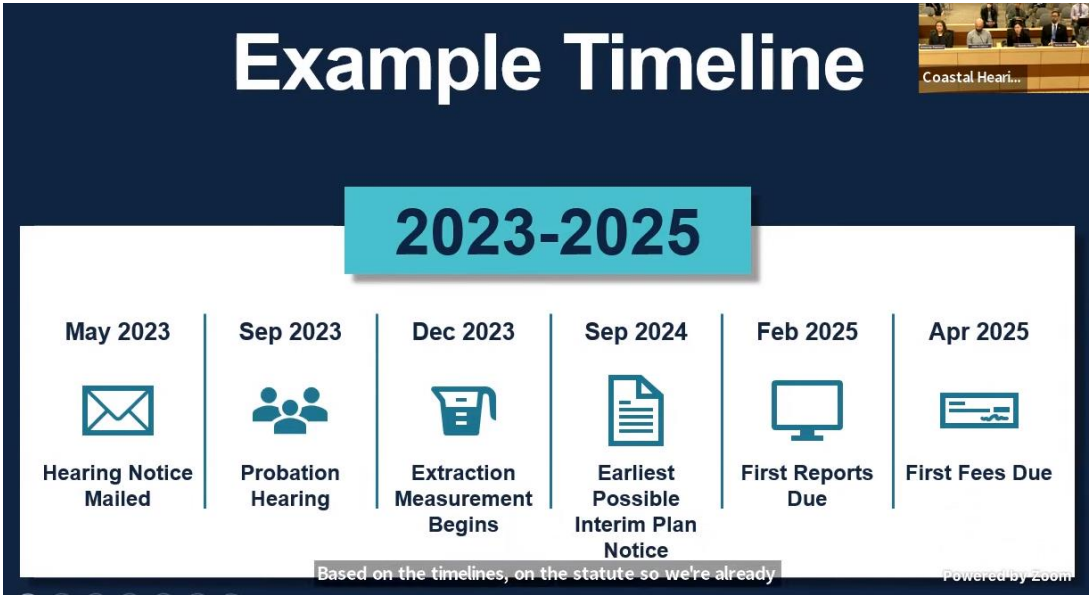 Example Timeline
Coastal Heari...
2023-2025
May 2023
Hearing Notice
Mailed
Sep 2023
Probation
Hearing
Dec 2023
Extraction
Measurement
Begins
Sep 2024
Earliest
Possible
Interim Plan
Notice
Feb 2025
First Reports
Due
Apr 2025
First Fees Due
Based on the timelines, on the statute so we're already
Powered by Zoom